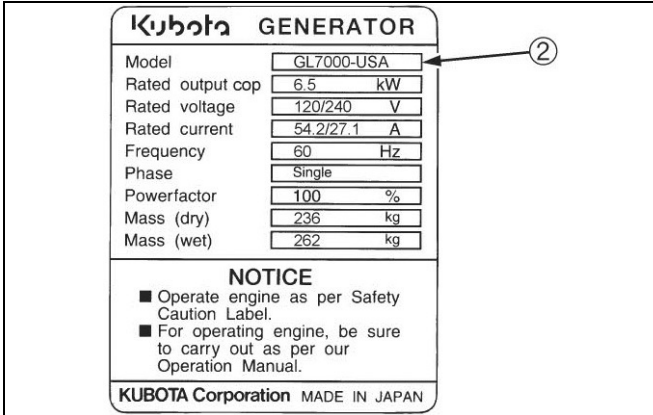 Kubota GENERATOR
Model GL7000-USA
②
Rated output cop 6.5 kW
Rated voltage 120/240 V
Rated current 54.2/27.1 A
Frequency 60 Hz
Phase Single
Powerfactor 100 %
Mass (dry) 236 kg
Mass (wet) 262 kg
NOTICE
■ Operate engine as per Safety
Caution Label.
■ For operating engine, be sure
to carry out as per our
Operation Manual.
KUBOTA Corporation MADE IN JAPAN